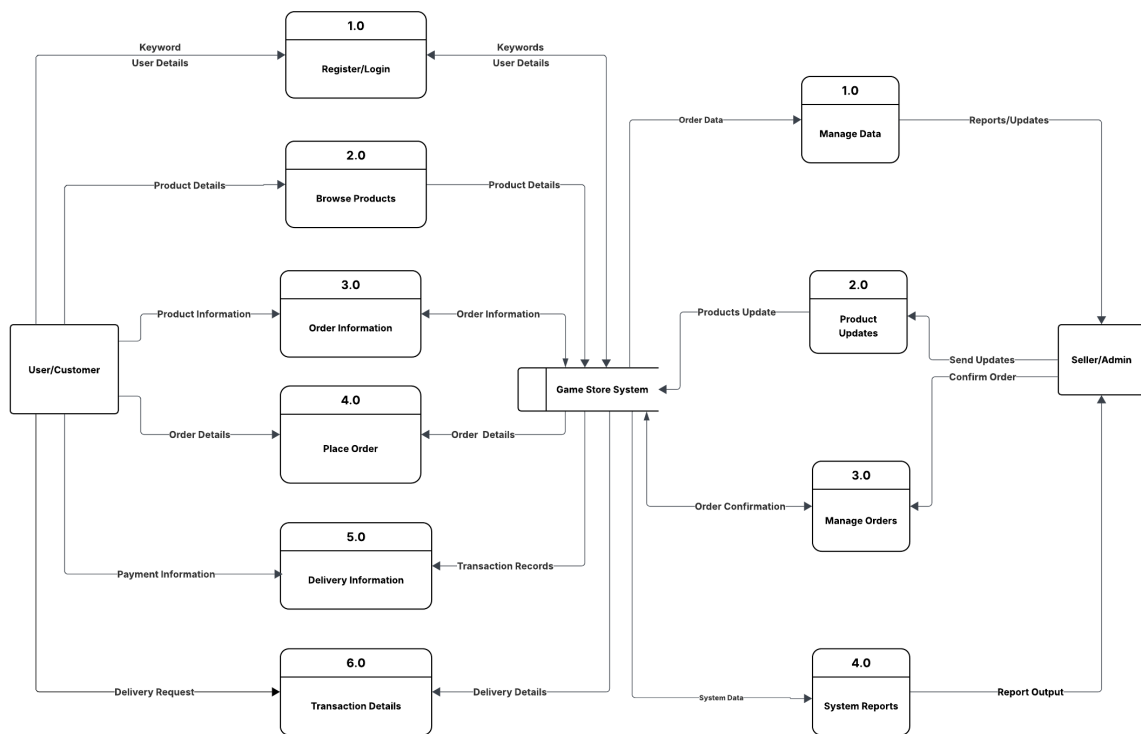 1.0
Register/Login
Keyword
User Details
Keywords
User Details
2.0
Browse Products
Product Details
Product Details
3.0
Order Information
Product Information
Order Information
User/Customer
Game Store System
4.0
Place Order
Order Details
Order Details
5.0
Delivery Information
Payment Information
Transaction Records
6.0
Transaction Details
Delivery Request
Delivery Details
1.0
Manage Data
Order Data
Reports/Updates
2.0
Product
Updates
Products Update
Send Updates
Confirm Order
Seller/Admin
3.0
Manage Orders
Order Confirmation
4.0
System Reports
System Data
Report Output